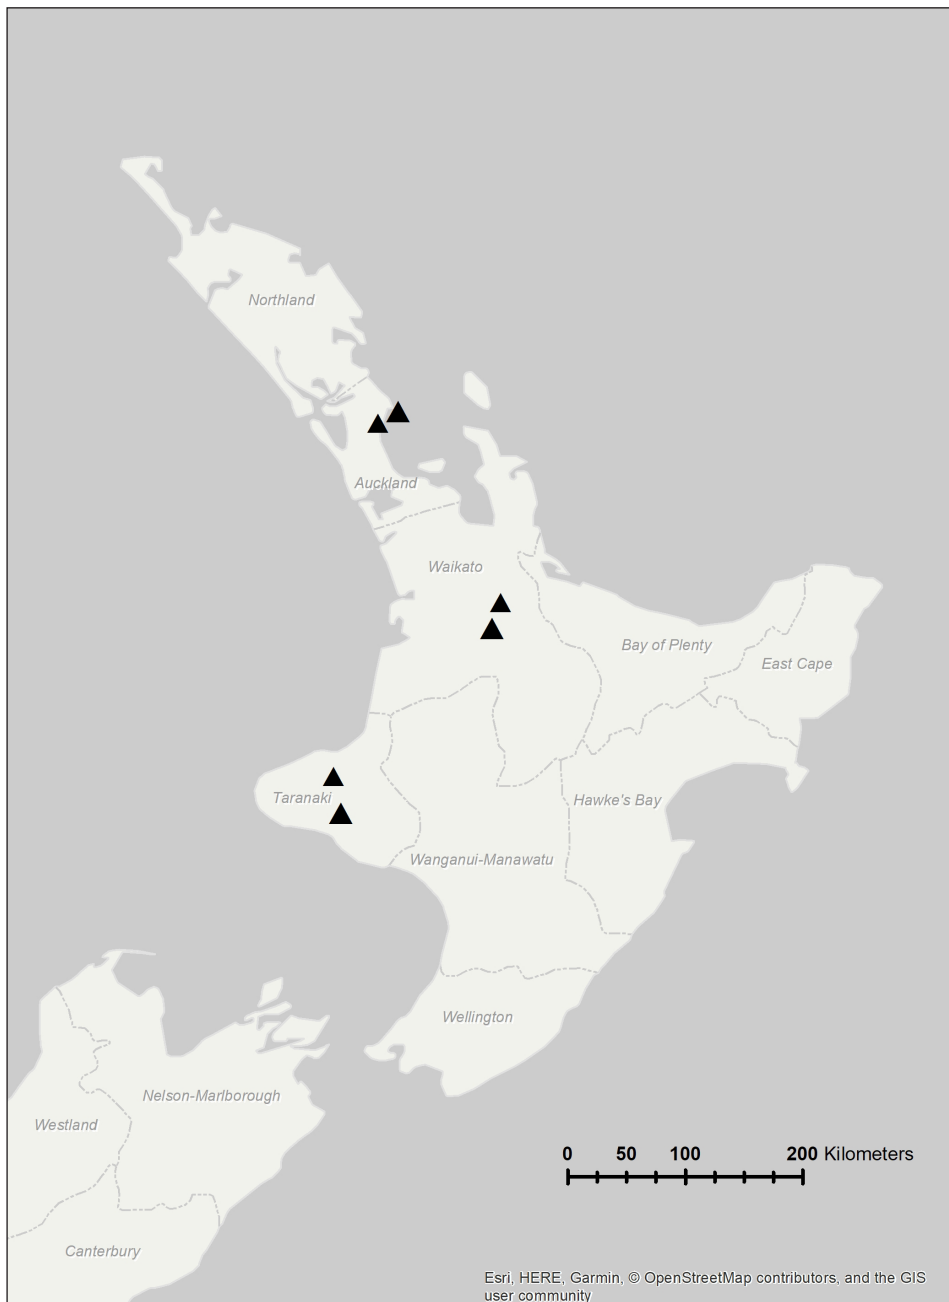 Northland
Auckland
Waikato
Bay of Plenty
East Cape
Taranaki
Hawke's Bay
Wanganui-Manawatu
Wellington
Nelson-Marlborough
Westland
0 50 100 200 Kilometers
Canterbury
Esri, HERE, Garmin, © OpenStreetMap contributors, and the GIS
user community